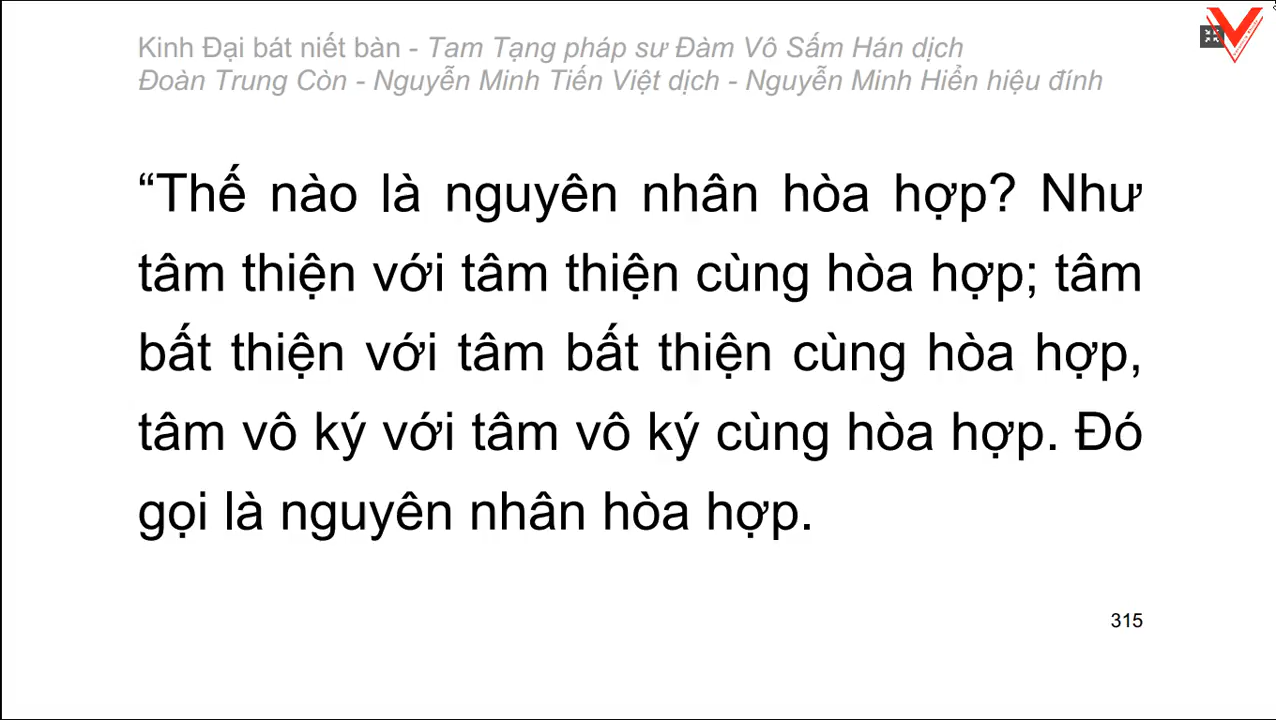 Kinh Đại bát niết bàn - Tam Tạng pháp sư Đàm Vô Sấm Hán dịch
Đoàn Trung Còn - Nguyễn Minh Tiến Việt dịch - Nguyễn Minh Hiển hiệu đính
“Thế nào là nguyên nhân hòa hợp? Như
tâm thiện với tâm thiện cùng hòa hợp; tâm
bất thiện với tâm bất thiện cùng hòa hợp,
tâm vô ký với tâm vô ký cùng hòa hợp. Đó
gọi là nguyên nhân hòa hợp.
315